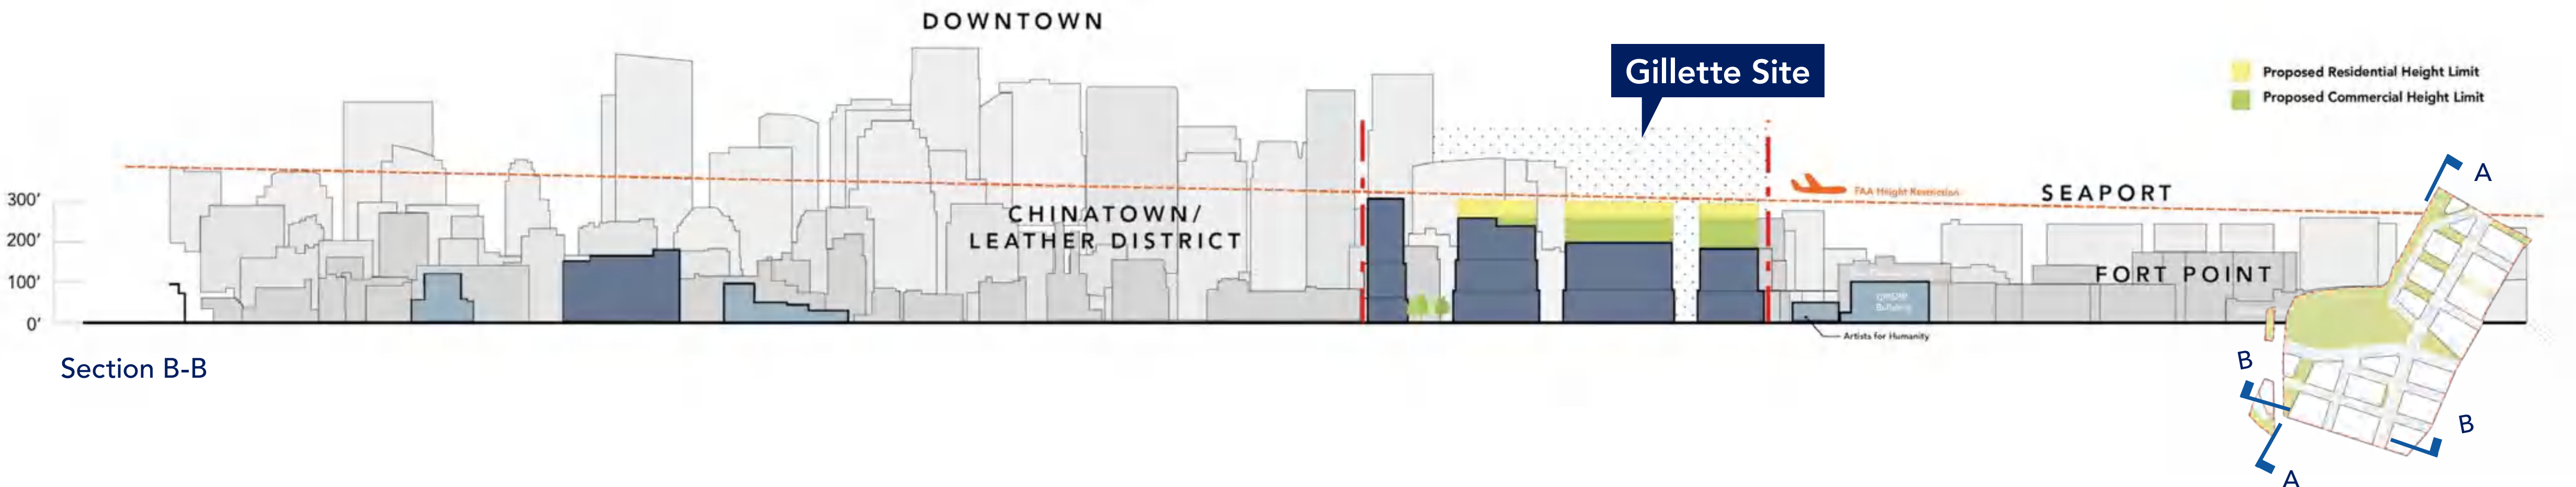 DOWNTOWN
Gillette Site
Proposed Residential Height Limit
Proposed Commercial Height Limit
A
FAA Height Restriction
SEAPORT
300'
CHINATOWN/
LEATHER DISTRICT
200'
100'
FORT POINT
0'
Artists for Humanity
Section B-B
B
B
A